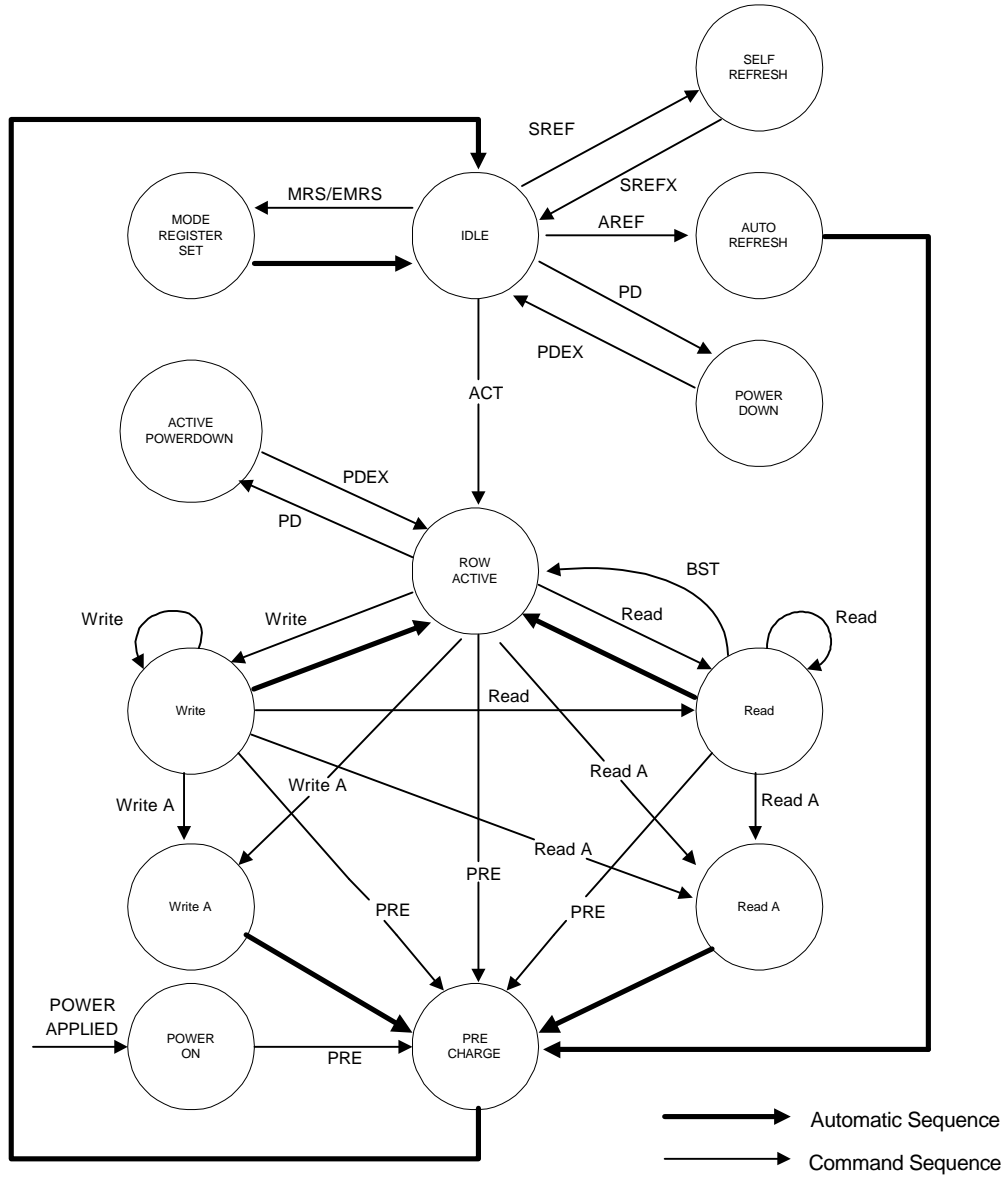 SELF
REFRESH
SREF
SREFX
MRS/EMRS
MODE
REGISTER
SET
IDLE
AREF
AUTO
REFRESH
PD
PDEX
POWER
DOWN
ACT
ACTIVE
POWERDOWN
PDEX
PD
ROW
ACTIVE
BST
Write
Write
Read
Read
Write
Read
Read
Write A
Write A
Read A
Read A
Read A
Write A
PRE
PRE
PRE
Read A
POWER
APPLIED
POWER
ON
PRE
PRE
CHARGE
Automatic Sequence
Command Sequence